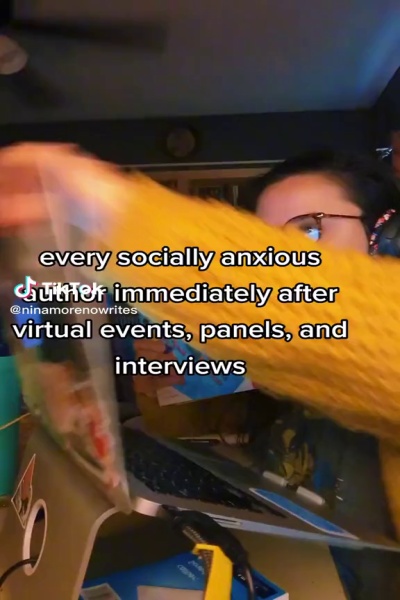 every socially anxious
TikTok
author immediately after
@ninamorenowrites
virtual events, panels, and
interviews